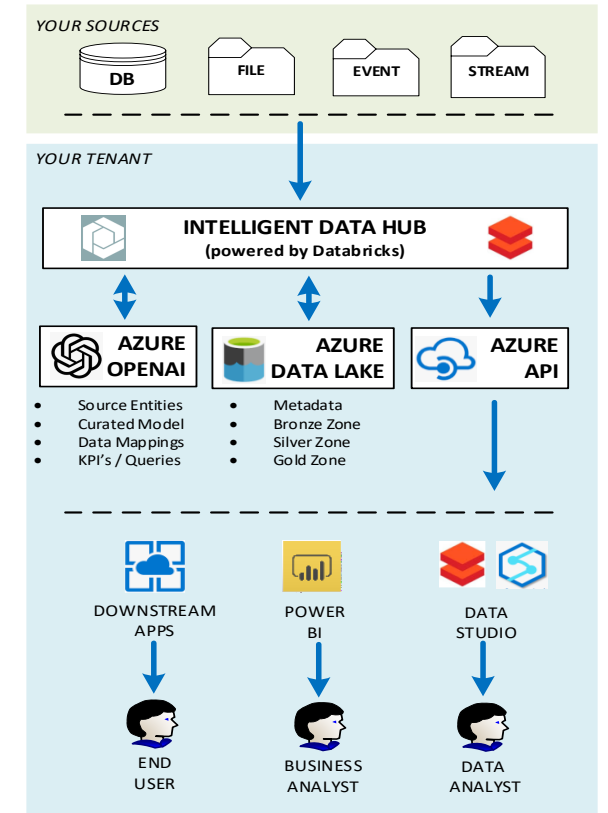 YOUR SOURCES
DB
FILE
EVENT
STREAM
YOUR TENANT
INTELLIGENT DATA HUB
(powered by Databricks)
AZURE
OPENAI
AZURE
DATA LAKE
AZURE
API
• Source Entities
• Curated Model
• Data Mappings
• KPI's / Queries
• Metadata
• Bronze Zone
• Silver Zone
• Gold Zone
DOWNSTREAM
APPS
POWER
BI
DATA
STUDIO
END
USER
BUSINESS
ANALYST
DATA
ANALYST